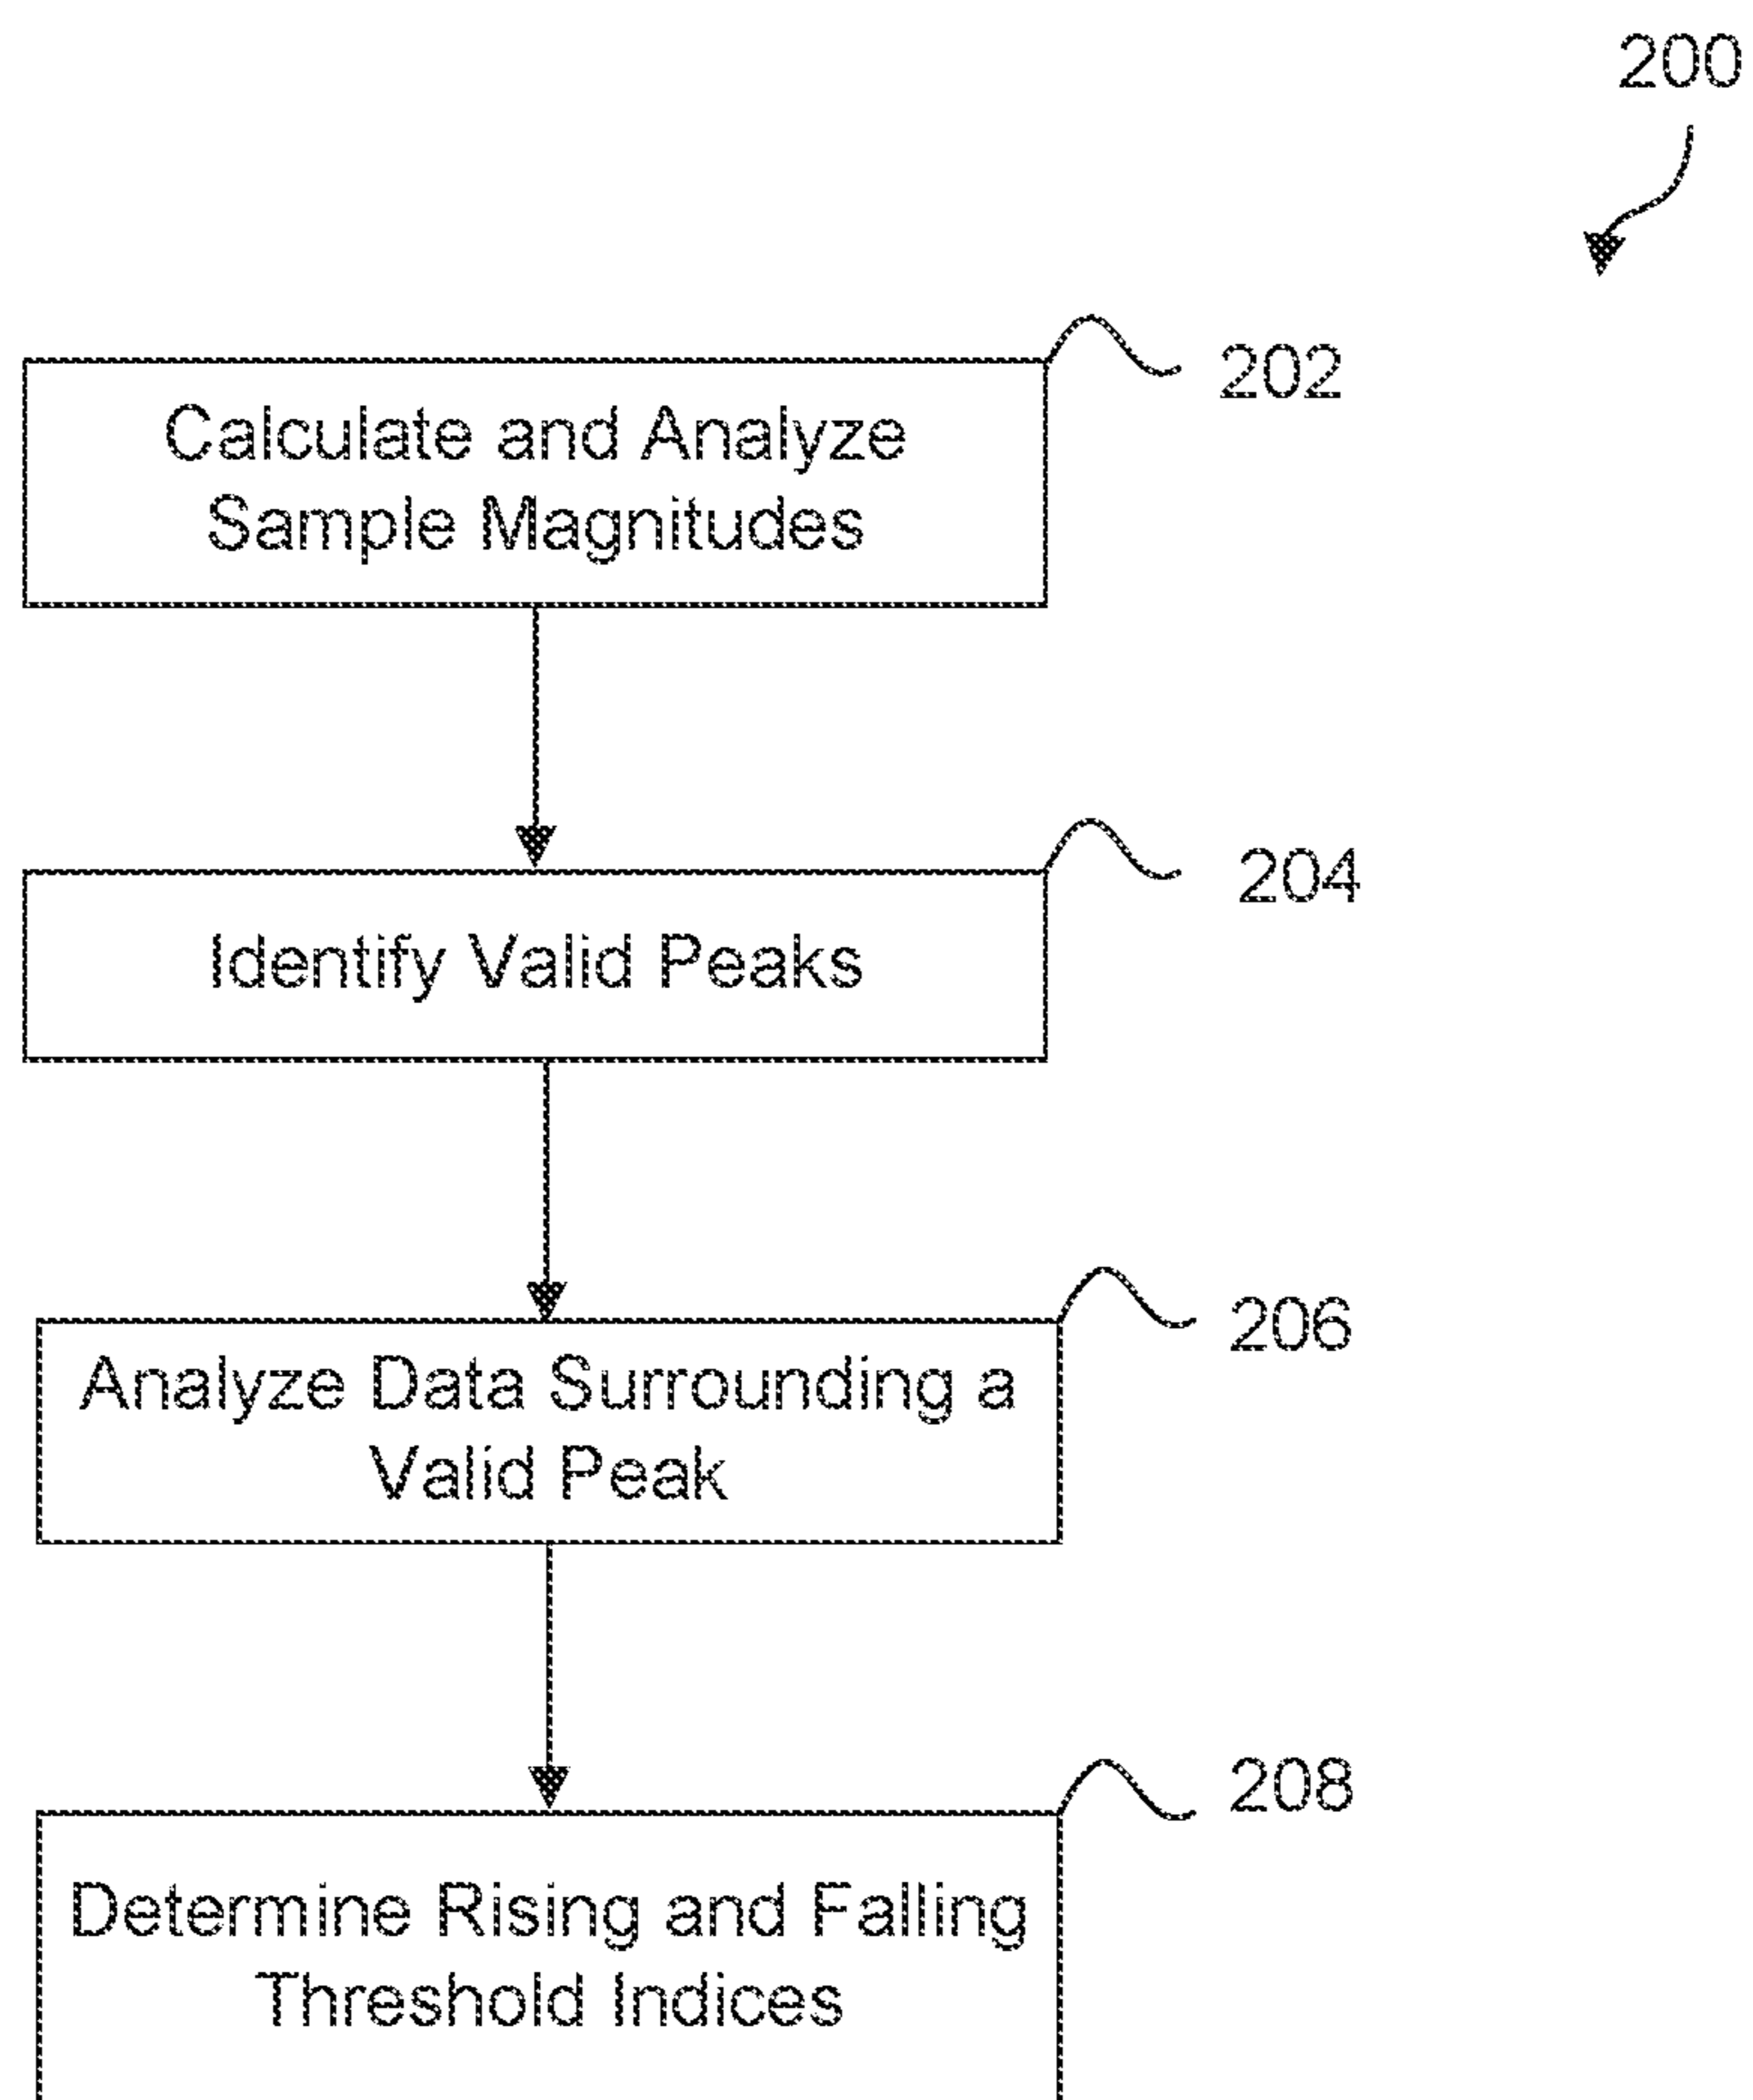 200
202
Calculate and Analyze
Sample Magnitudes
204
Identify Valid Peaks
206
Analyze Data Surrounding a
Valid Peak
208
Determine Rising and Falling
Threshold Indices